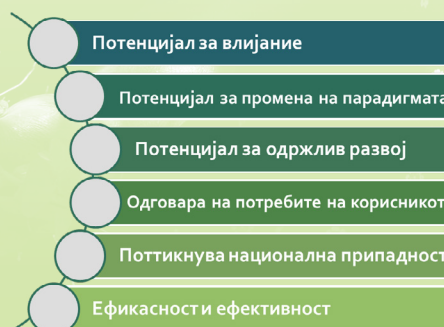 Потенцијал за влијание
Потенцијал за промена на парадигмата
Потенцијал за одржлив развој
Одговара на потребите на корисникот
Поттикнува национална припадност
Ефикасност и ефективност